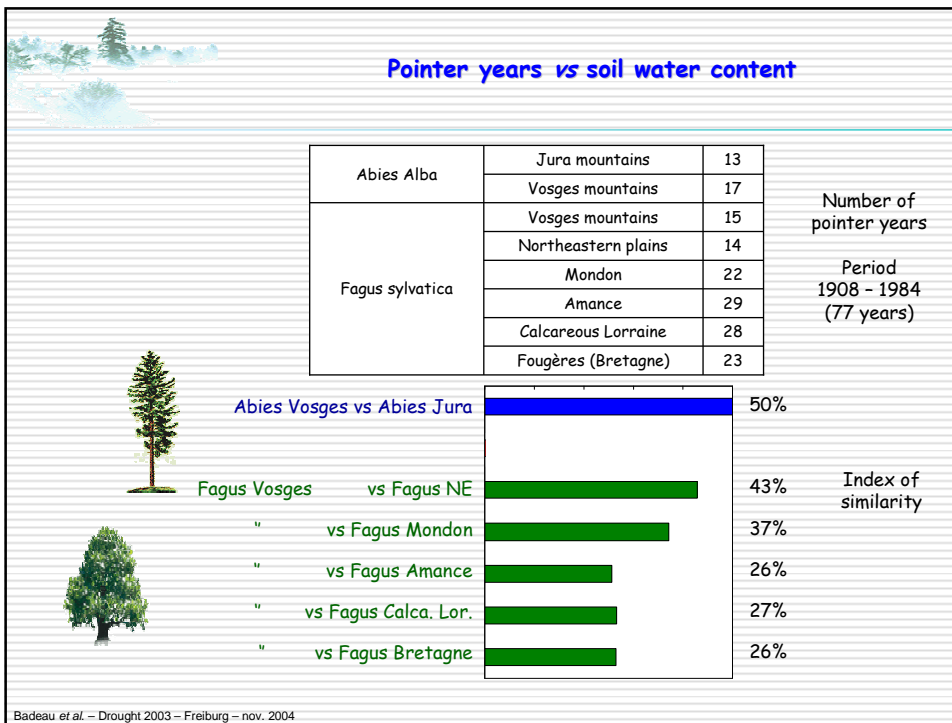 Pointer years vs soil water content
Abies Alba
Jura mountains 13
Vosges mountains 17
Fagus sylvatica
Vosges mountains 15
Northeastern plains 14
Mondon 22
Amance 29
Calcareous Lorraine 28
Fougères (Bretagne) 23
Number of
pointer years
Period
1908 – 1984
(77 years)
Abies Vosges vs Abies Jura 50%
Fagus Vosges vs Fagus NE 43%
" vs Fagus Mondon 37%
" vs Fagus Amance 26%
" vs Fagus Calca. Lor. 27%
" vs Fagus Bretagne 26%
Index of
similarity
Badeau et al. – Drought 2003 – Freiburg – nov. 2004